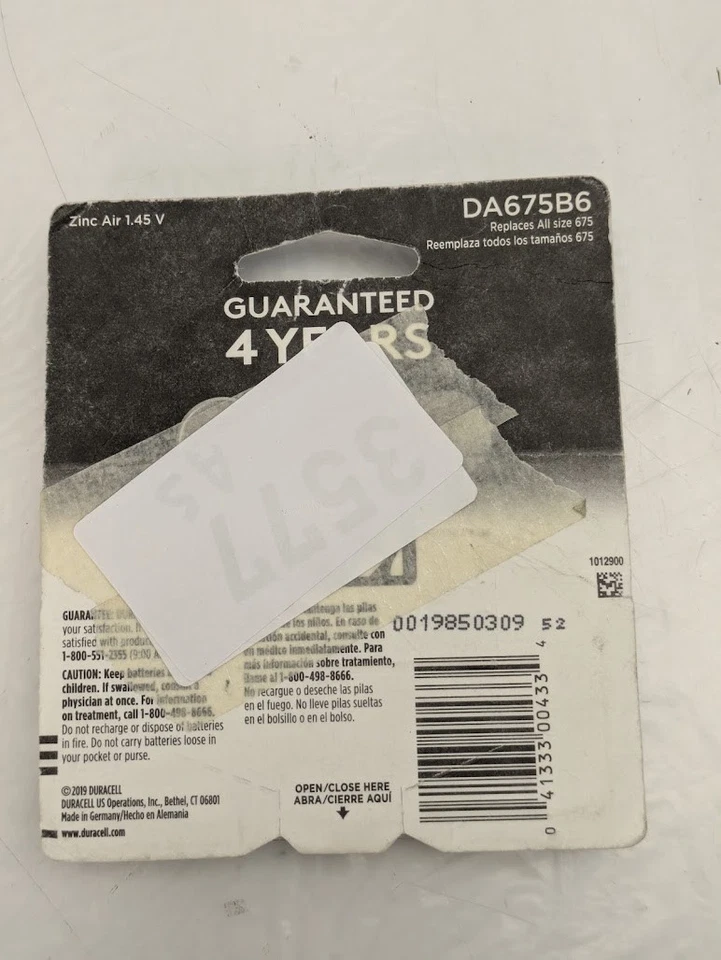 Zinc Air 1.45 V
DA675B6
Replaces All size 675
Reemplaza todos los tamaños 675
GUARANTEED
4 YEARS
3577
AS
1012900
0019850309 52
GUARANTEE:
your satisfaction.
satisfied with
1-800-551-2355 (9:00
CAUTION: Keep batteries
children. If swallowed,
physician at once. For information
on treatment, call 1-800-498-8666.
Do not recharge or dispose of batteries
in fire. Do not carry batteries loose in
your pocket or purse.
las pilas
los niños. En caso de
accidental, consulte con
un médico inmediatamente. Para
más información sobre tratamiento,
llame al 1-800-498-8666.
No recargue o deseche las pilas
en el fuego. No lleve pilas sueltas
en el bolsillo o en el bolso.
©2019 DURACELL
DURACELL US Operations, Inc., Bethel, CT 06801
Made in Germany/Hecho en Alemania
www.duracell.com
OPEN/CLOSE HERE
ABRA/CIERRE AQUÍ
0 41333 00433 4